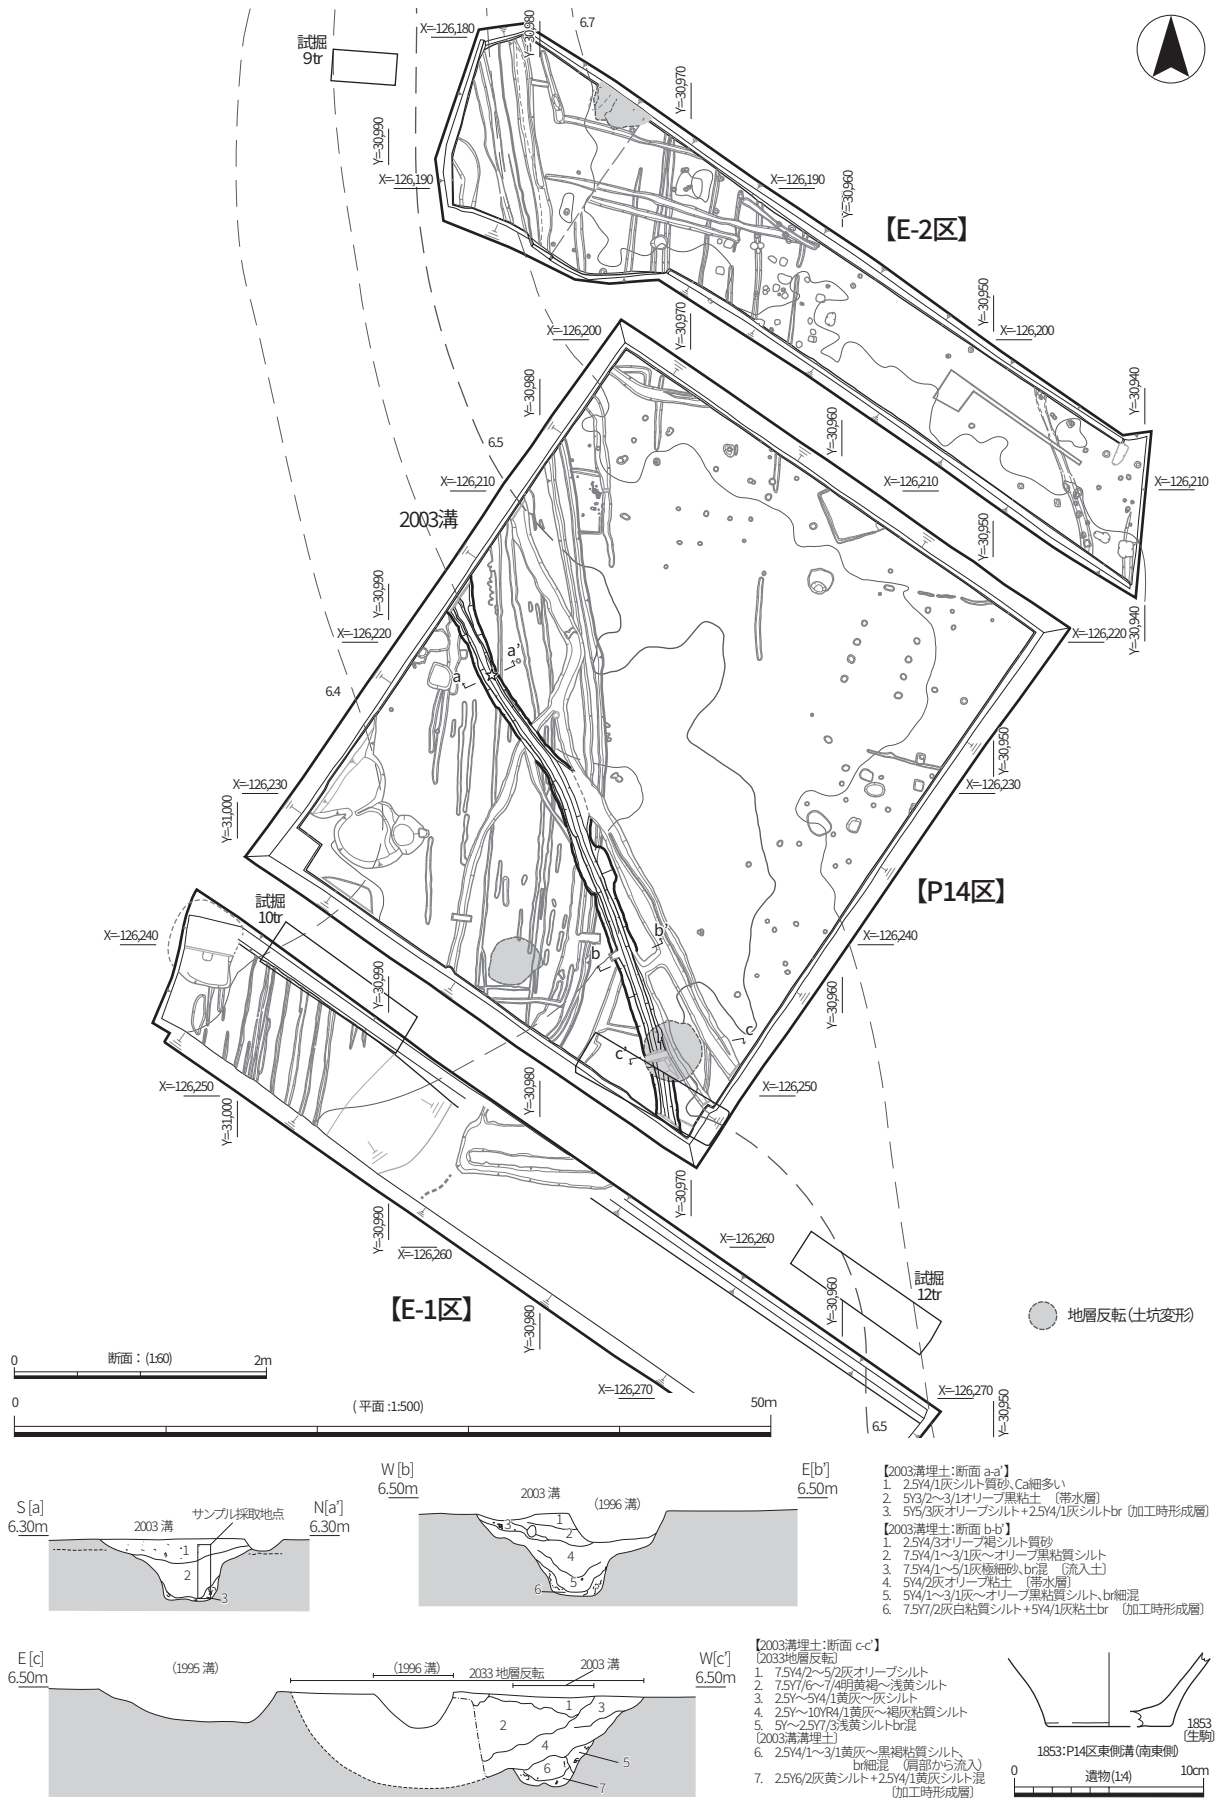 試掘
9tr
X=-126,180
Y=-30,980
6.7
Y=-30,970
Y=-30,990
X=-126,190
X=-126,190
Y=-30,960
【E-2区】
Y=-30,950
X=-126,200
Y=-30,970
X=-126,200
Y=-30,980
Y=-30,960
Y=-30,940
6.5
X=-126,210
X=-126,210
X=-126,210
2003溝
Y=-30,950
Y=-30,990
X=-126,220
X=-126,220
Y=-30,940
a
a’
6.4
Y=-30,950
X=-126,230
X=-126,230
Y=-31,000
【P14区】
試掘
10tr
X=-126,240
X=-126,240
b
b’
Y=-30,990
Y=-30,960
c
c’
X=-126,250
X=-126,250
Y=-31,000
Y=-30,980
Y=-30,970
Y=-30,990
X=-126,260
X=-126,260
試掘
12tr
Y=-30,960
【E-1区】
Y=-30,980
地層反転（土坑変形）
X=-126,270
X=-126,270
Y=-30,950
6.5
0 断面：(1:60) 2m
0 (平面:1:500) 50m
S [a]
6.30m
2003 溝
サンプル採取地点
N[a’]
6.30m
1
2
3
W [b]
6.50m
2003 溝
(1996 溝)
E[b’]
6.50m
1
2
3
4
5
6
【2003溝埋土：断面 a-a’】
1. 2.5Y4/1灰シルト質砂、Ca細多い
2. 5Y3/2～3/1オリーブ黒粘土 〔帯水層〕
3. 5Y5/3灰オリーブシルト+2.5Y4/1灰シルトbr〔加工時形成層〕
【2003溝埋土：断面 b-b’】
1. 2.5Y4/3オリーブ褐シルト質砂
2. 7.5Y4/1～3/1灰～オリーブ黒粘質シルト
3. 7.5Y4/1～5/1灰極細砂、br混 〔流入土〕
4. 5Y4/2灰オリーブ粘土 〔帯水層〕
5. 5Y4/1～3/1灰～オリーブ黒粘質シルト、br細混
6. 7.5Y7/2灰白粘質シルト+5Y4/1灰粘土br 〔加工時形成層〕
E [c]
6.50m
(1995 溝)
(1996 溝)
2033 地層反転
2003 溝
W[c’]
6.50m
1
2
3
4
5
6
7
【2003溝埋土：断面 c-c’】
〔2033地層反転〕
1. 7.5Y4/2～5/2灰オリーブシルト
2. 7.5Y7/6～7/4明黄褐～浅黄シルト
3. 2.5Y～5Y4/1黄灰～灰シルト
4. 2.5Y～10YR4/1黄灰～褐灰粘質シルト
5. 5Y～2.5Y7/3浅黄シルトbr混
〔2003溝溝埋土〕
6. 2.5Y4/1～3/1黄灰～黒褐粘質シルト、
br細混 （肩部から流入）
7. 2.5Y6/2灰黄シルト+2.5Y4/1黄灰シルト混
〔加工時形成層〕
1853
〔生駒〕
1853:P14区東側溝（南東側）
0 遺物(1:4) 10cm